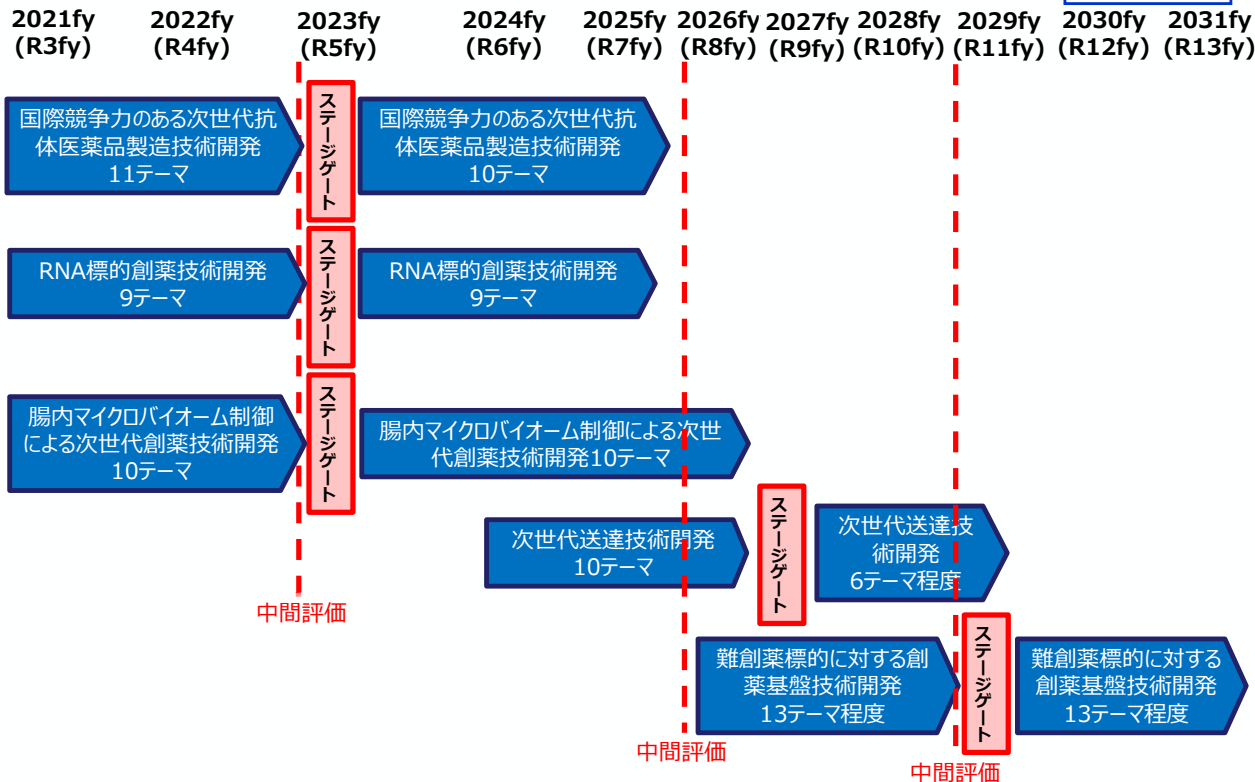 2021fy 2022fy 2023fy 2024fy 2025fy 2026fy 2027fy 2028fy 2029fy 2030fy 2031fy
(R3fy) (R4fy) (R5fy) (R6fy) (R7fy) (R8fy) (R9fy) (R10fy) (R11fy) (R12fy) (R13fy)
国際競争力のある次世代抗
体医薬品製造技術開発
11テーマ
ステージゲート
国際競争力のある次世代抗
体医薬品製造技術開発
10テーマ
RNA標的創薬技術開発
9テーマ
ステージゲート
RNA標的創薬技術開発
9テーマ
腸内マイクロバイオーム制御
による次世代創薬技術開発
10テーマ
ステージゲート
腸内マイクロバイオーム制御による次世
代創薬技術開発10テーマ
次世代送達技術開発
10テーマ
ステージゲート
次世代送達技
術開発
6テーマ程度
中間評価
難創薬標的に対する創
薬基盤技術開発
13テーマ程度
ステージゲート
難創薬標的に対する
創薬基盤技術開発
13テーマ程度
中間評価
中間評価